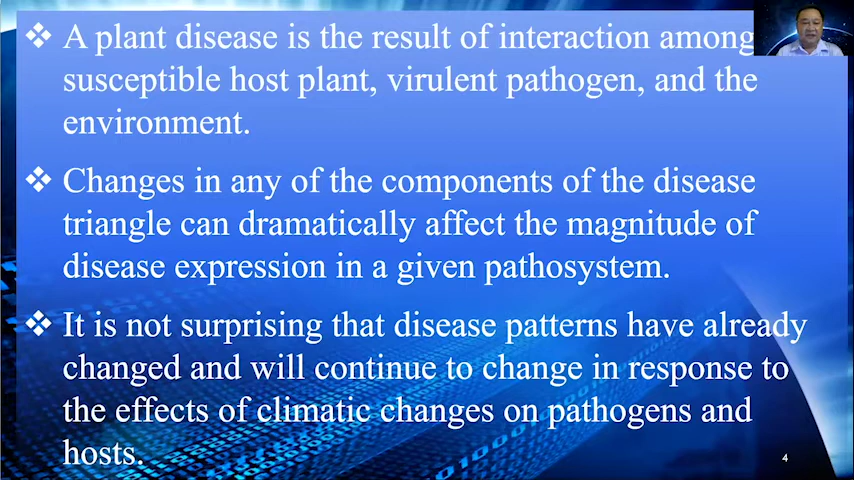 ❖ A plant disease is the result of interaction among
susceptible host plant, virulent pathogen, and the
environment.
❖ Changes in any of the components of the disease
triangle can dramatically affect the magnitude of
disease expression in a given pathosystem.
❖ It is not surprising that disease patterns have already
changed and will continue to change in response to
the effects of climatic changes on pathogens and
hosts.
4